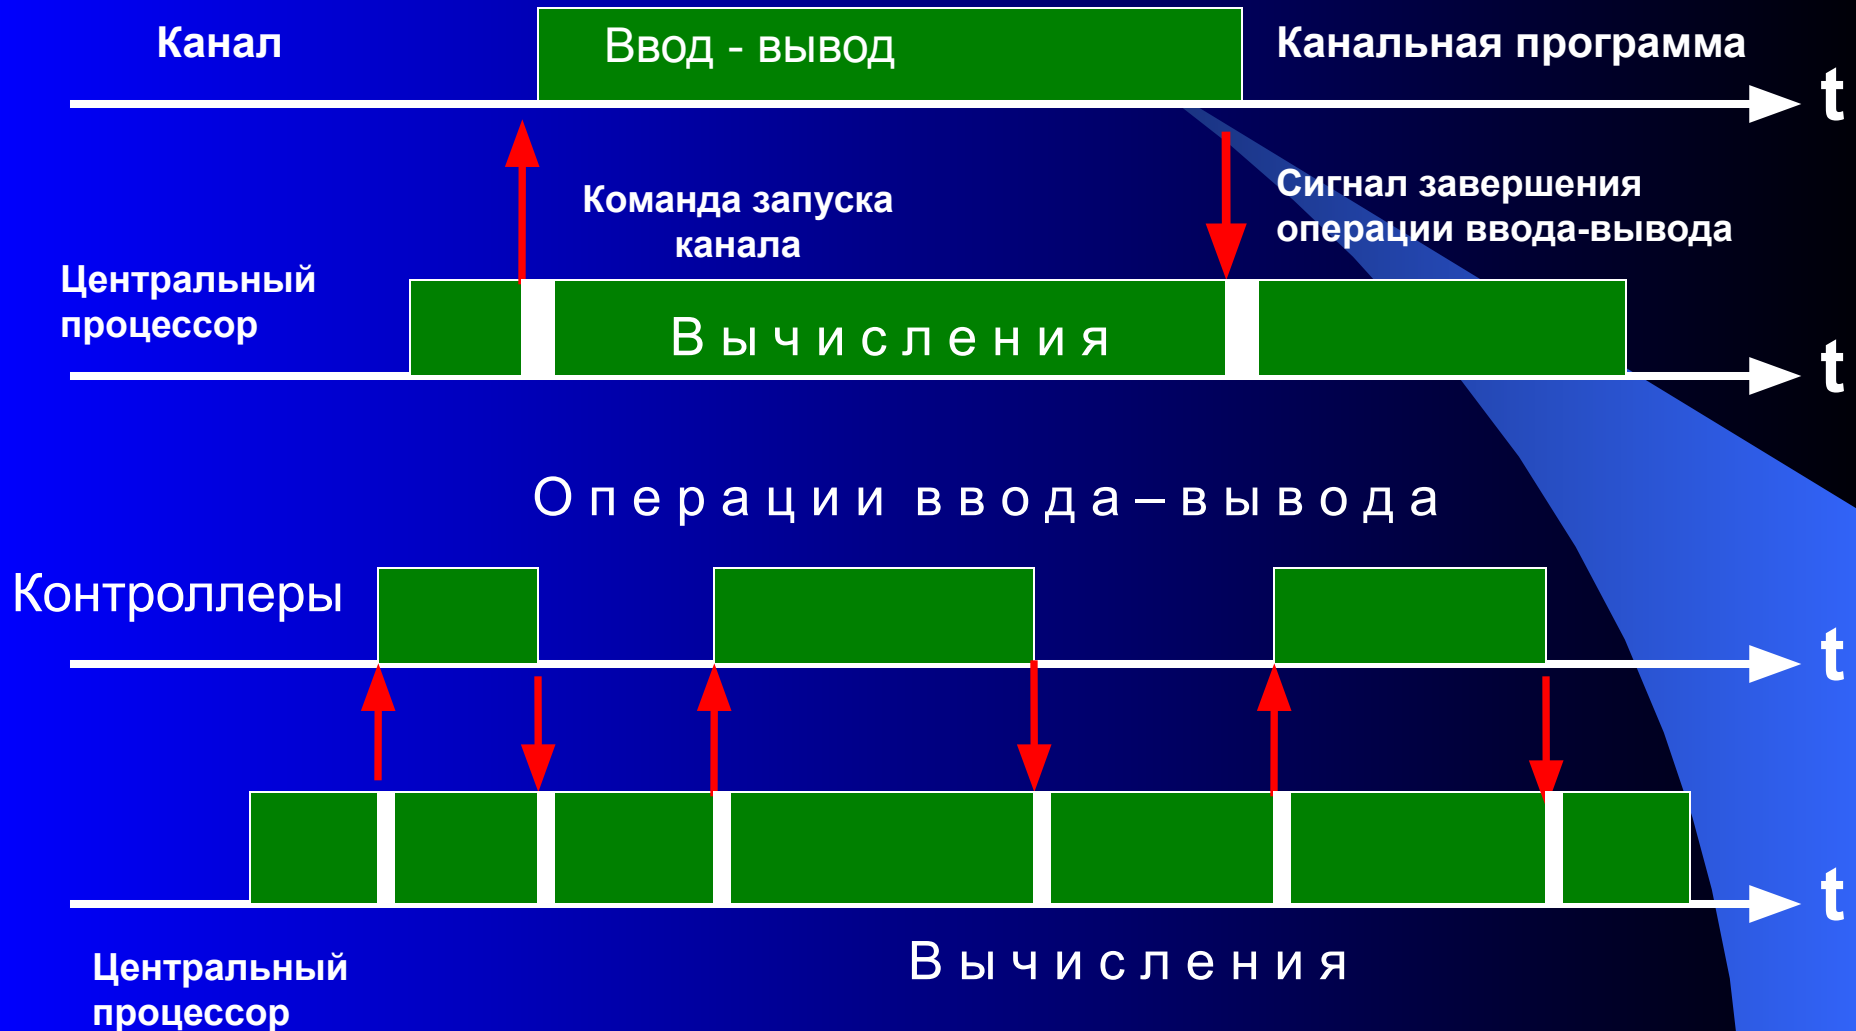 Канал
Ввод - вывод
Канальная программа
t
Команда запуска
канала
Сигнал завершения
операции ввода-вывода
Центральный
процессор
Вычисления
t
Операции ввода–вывода
Контроллеры
t
t
Вычисления
Центральный
процессор